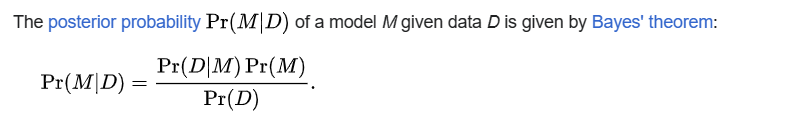 The posterior probability Pr(M|D) of a model M given data D is given by Bayes' theorem:
Pr(M|D) = Pr(D|M) Pr(M) / Pr(D).